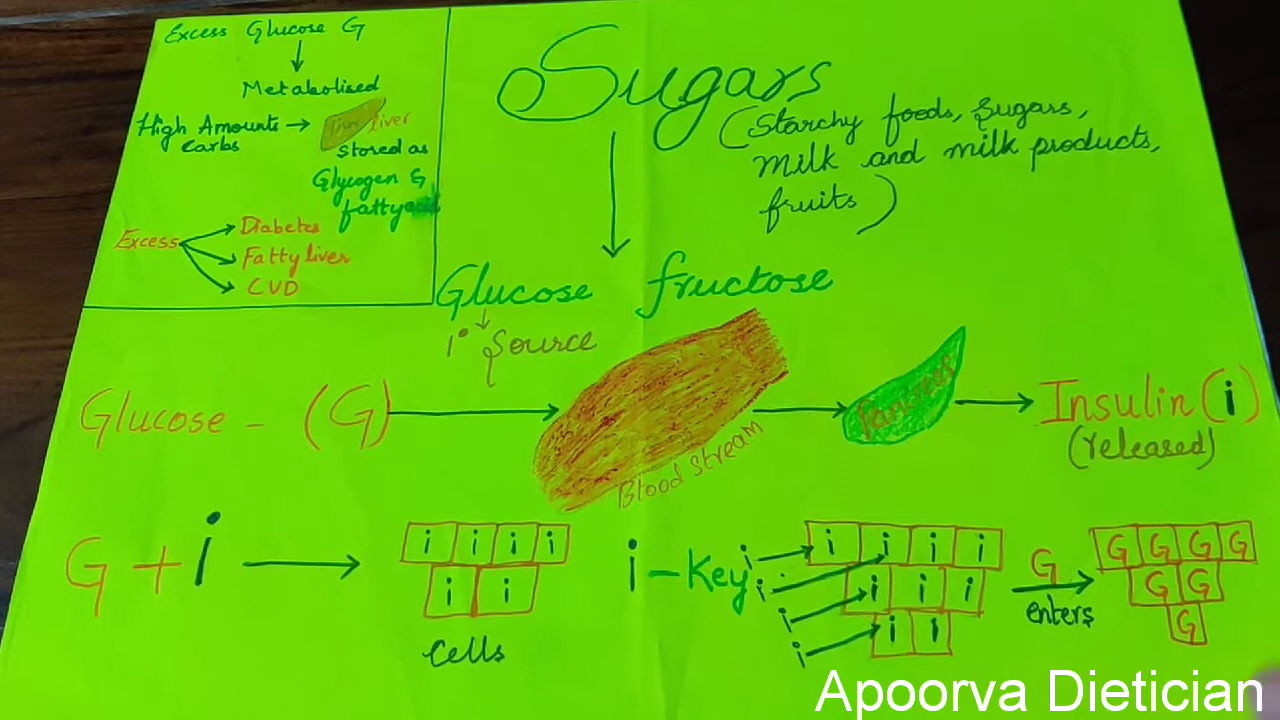 Excess Glucose G
Metabolised
High Amounts
carbs
liver
stored as
Glycogen G
fatty
Excess
Diabetes
Fatty liver
CVD
Sugars
(Starchy foods, Sugars,
Milk and milk products,
fruits)
Glucose fructose
1° Source
Glucose - (G)
Blood stream
Pancreas
Insulin (i)
(released)
G + i
i i i i
i i
Cells
i - Key
i
i
i
i
i i i i
i i i
i i
G
enters
G G G G
G G
G
Apoorva Dietician